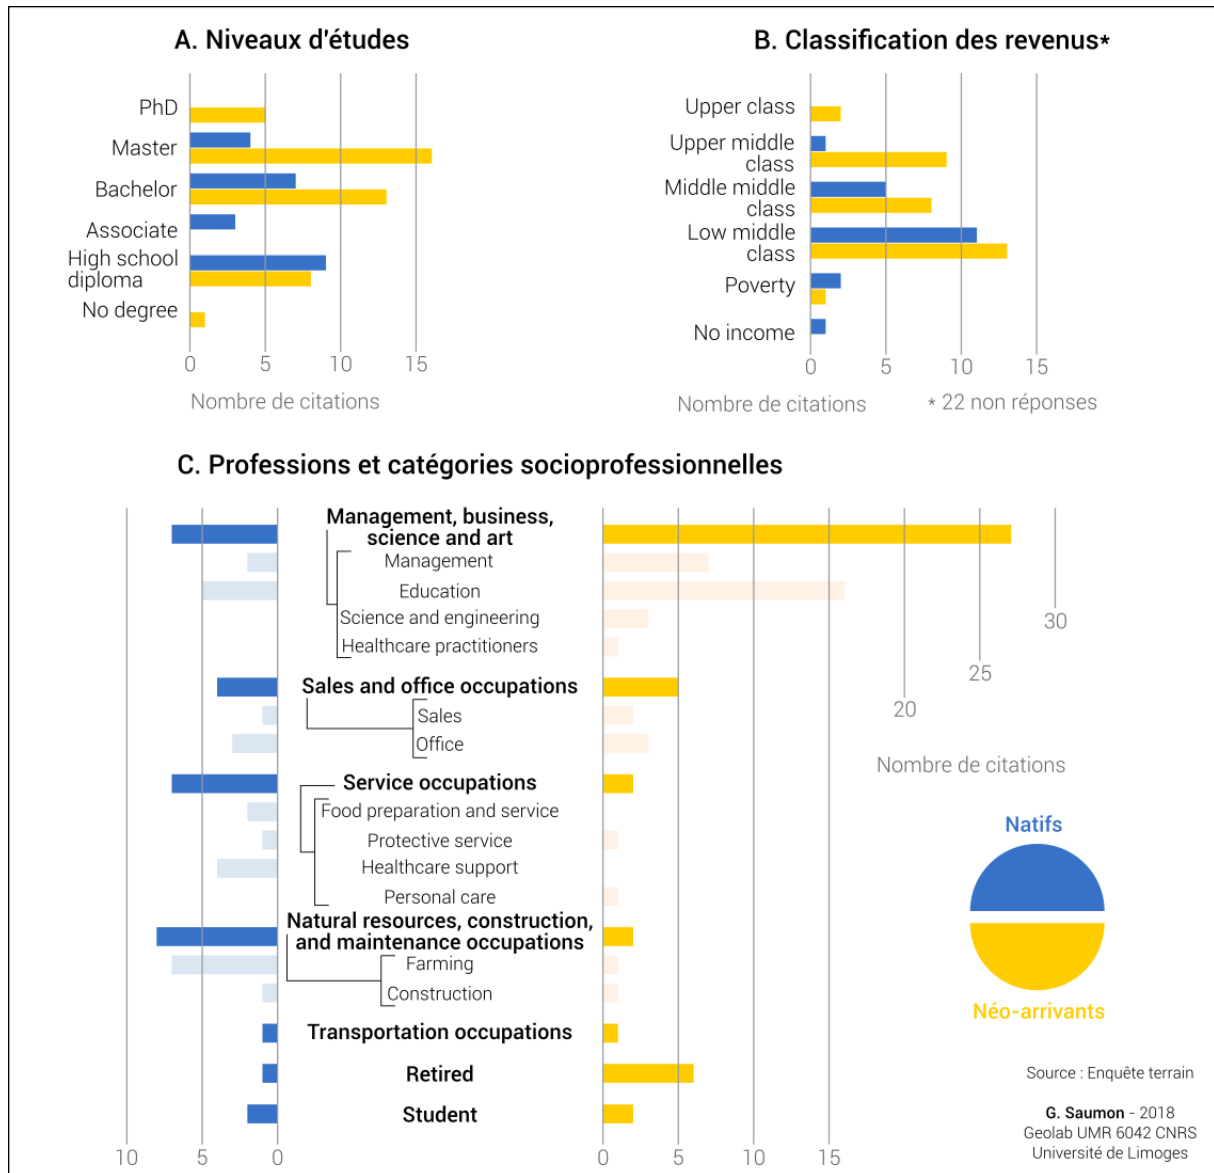 A. Niveaux d'études
PhD
Master
Bachelor
Associate
High school
diploma
No degree
0 5 10 15
Nombre de citations
B. Classification des revenus*
Upper class
Upper middle
class
Middle middle
class
Low middle
class
Poverty
No income
0 5 10 15
Nombre de citations
* 22 non réponses
C. Professions et catégories socioprofessionnelles
Management, business,
science and art
Management
Education
Science and engineering
Healthcare practitioners
Sales and office occupations
Sales
Office
Service occupations
Food preparation and service
Protective service
Healthcare support
Personal care
Natural resources, construction,
and maintenance occupations
Farming
Construction
Transportation occupations
Retired
Student
10 5 0
0 5 10 15
20
25
30
Nombre de citations
Natifs
Néo-arrivants
Source : Enquête terrain
G. Saumon - 2018
Geolab UMR 6042 CNRS
Université de Limoges